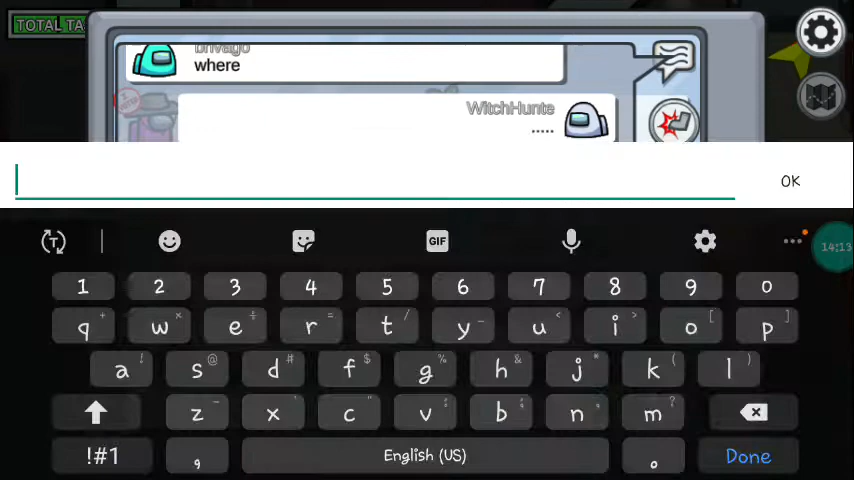 TOTAL TA
brivago
where
WitchHunte
.....
OK
T
GIF
14:13
1 2 3 4 5 6 7 8 9 0
q + w × e ÷ r = t / y _ u < i > o [ p ]
a ! s @ d # f $ g % h & j * k ( l )
z - x ' c " v : b ; n , m ?
!#1 , English (US) . Done